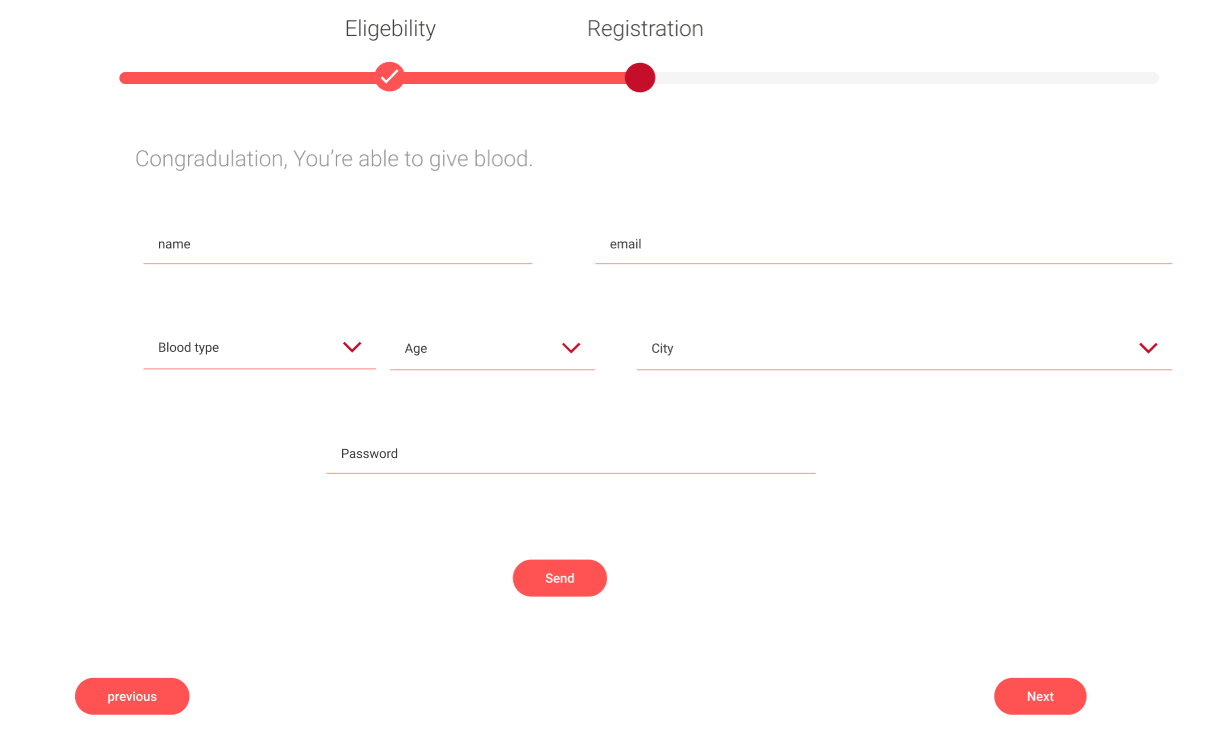 Eligebility Registration
Congradulation, You're able to give blood.
name email
Blood type Age City
Password
Send
previous Next